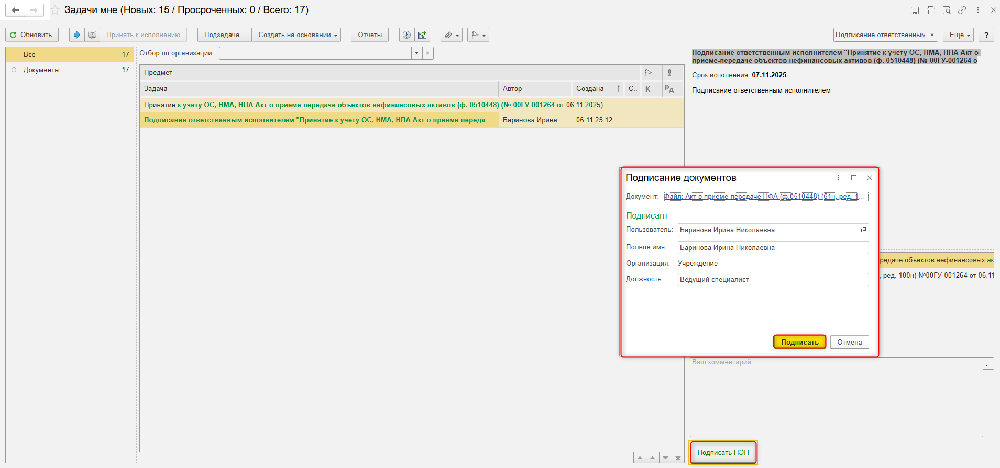 Задачи мне (Новых: 15 / Просроченных: 0 / Всего: 17)
Обновить
Принять к исполнению
Подзадача...
Создать на основании
Отчеты
Подписание ответственным
Еще
?
Все 17
Документы 17
Отбор по организации:
Предмет
Задача Автор Создана ↑ С.. К Рд
Принятие к учету ОС, НМА, НПА Акт о приеме-передаче объектов нефинансовых активов (ф. 0510448) (№ 00ГУ-001264 от 06.11.2025)
Подписание ответственным исполнителем "Принятие к учету ОС, НМА, НПА Акт о приеме-переда... Баринова Ирина ... 06.11.25 12...
Подписание ответственным исполнителем "Принятие к учету ОС, НМА, НПА Акт о
приеме-передаче объектов нефинансовых активов (ф. 0510448) (№ 00ГУ-001264 о
Срок исполнения: 07.11.2025
Подписание ответственным исполнителем
Подписание документов
Документ: Файл: Акт о приеме-передаче НФА (ф.0510448) (61н, ред. 1...
Подписант
Пользователь: Баринова Ирина Николаевна
Полное имя: Баринова Ирина Николаевна
Организация: Учреждение
Должность: Ведущий специалист
Подписать
Отмена
редаче объектов нефинансовых ак
, ред. 100н) №00ГУ-001264 от 06.11
Ваш комментарий
...
Подписать ПЭП